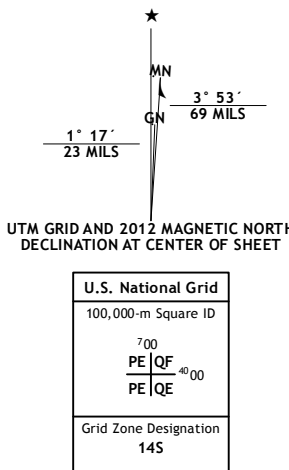 ★
MN
3° 53´
69 MILS
GN
1° 17´
23 MILS
UTM GRID AND 2012 MAGNETIC NORTH
DECLINATION AT CENTER OF SHEET
U.S. National Grid
100,000-m Square ID
⁷00
PE QF
⁴⁰00
PE QE
Grid Zone Designation
14S